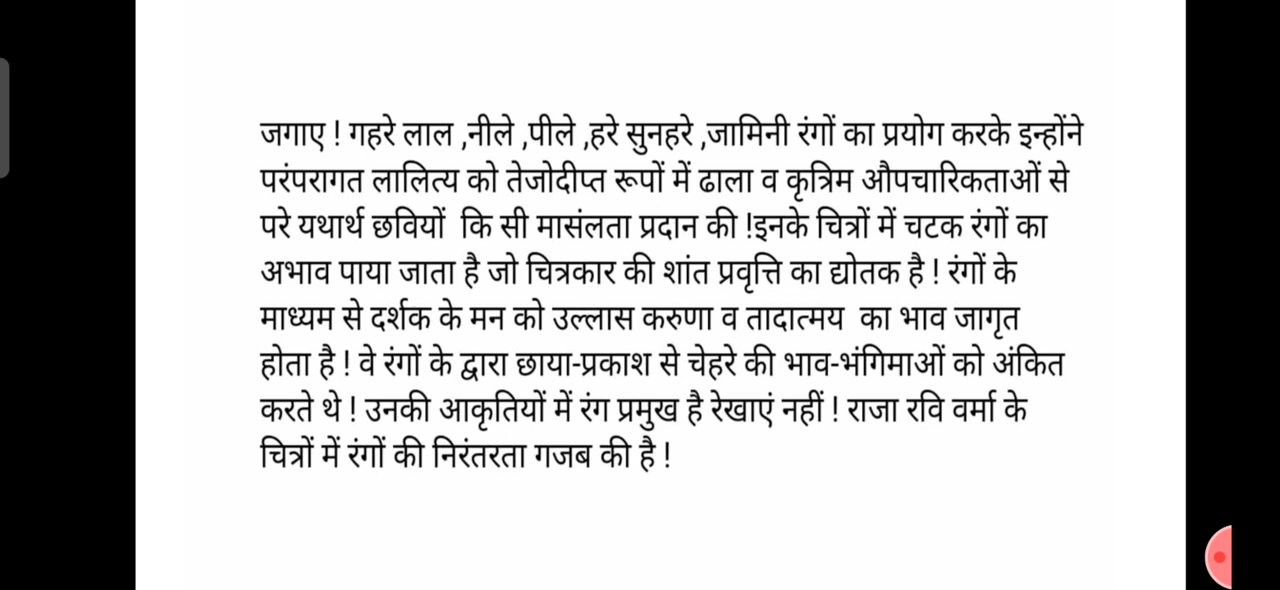 जगाए ! गहरे लाल ,नीले ,पीले ,हरे सुनहरे ,जामिनी रंगों का प्रयोग करके इन्होंने
परंपरागत लालित्य को तेजोदीप्त रूपों में ढाला व कृत्रिम औपचारिकताओं से
परे यथार्थ छवियों  कि सी मासंलता प्रदान की !इनके चित्रों में चटक रंगों का
अभाव पाया जाता है जो चित्रकार की शांत प्रवृत्ति का द्योतक है ! रंगों के
माध्यम से दर्शक के मन को उल्लास करुणा व तादात्मय  का भाव जागृत
होता है ! वे रंगों के द्वारा छाया-प्रकाश से चेहरे की भाव-भंगिमाओं को अंकित
करते थे ! उनकी आकृतियों में रंग प्रमुख है रेखाएं नहीं ! राजा रवि वर्मा के
चित्रों में रंगों की निरंतरता गजब की है !